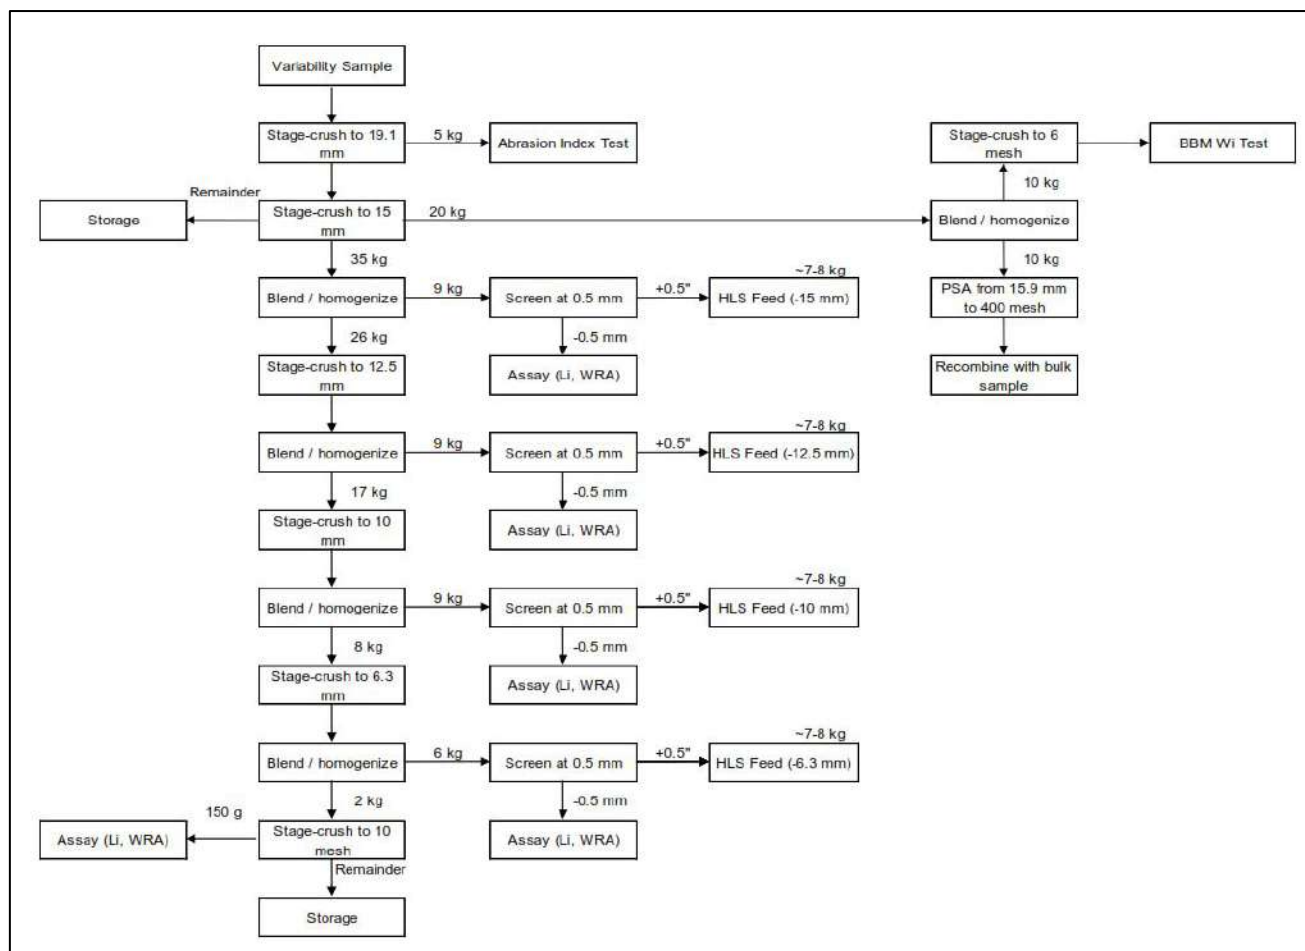 Variability Sample
Stage-crush to 19.1
mm
5 kg
Abrasion Index Test
Stage-crush to 6
mesh
BBM Wi Test
10 kg
Remainder
Storage
Stage-crush to 15
mm
20 kg
Blend / homogenize
35 kg
10 kg
Blend / homogenize
9 kg
Screen at 0.5 mm
+0.5"
~7-8 kg
HLS Feed (-15 mm)
PSA from 15.9 mm
to 400 mesh
26 kg
-0.5 mm
Stage-crush to 12.5
mm
Assay (Li, WRA)
Recombine with bulk
sample
Blend / homogenize
9 kg
Screen at 0.5 mm
+0.5"
~7-8 kg
HLS Feed (-12.5 mm)
17 kg
-0.5 mm
Stage-crush to 10
mm
Assay (Li, WRA)
Blend / homogenize
9 kg
Screen at 0.5 mm
+0.5"
~7-8 kg
HLS Feed (-10 mm)
8 kg
-0.5 mm
Stage-crush to 6.3
mm
Assay (Li, WRA)
Blend / homogenize
6 kg
Screen at 0.5 mm
+0.5"
~7-8 kg
HLS Feed (-6.3 mm)
2 kg
-0.5 mm
150 g
Assay (Li, WRA)
Stage-crush to 10
mesh
Assay (Li, WRA)
Remainder
Storage